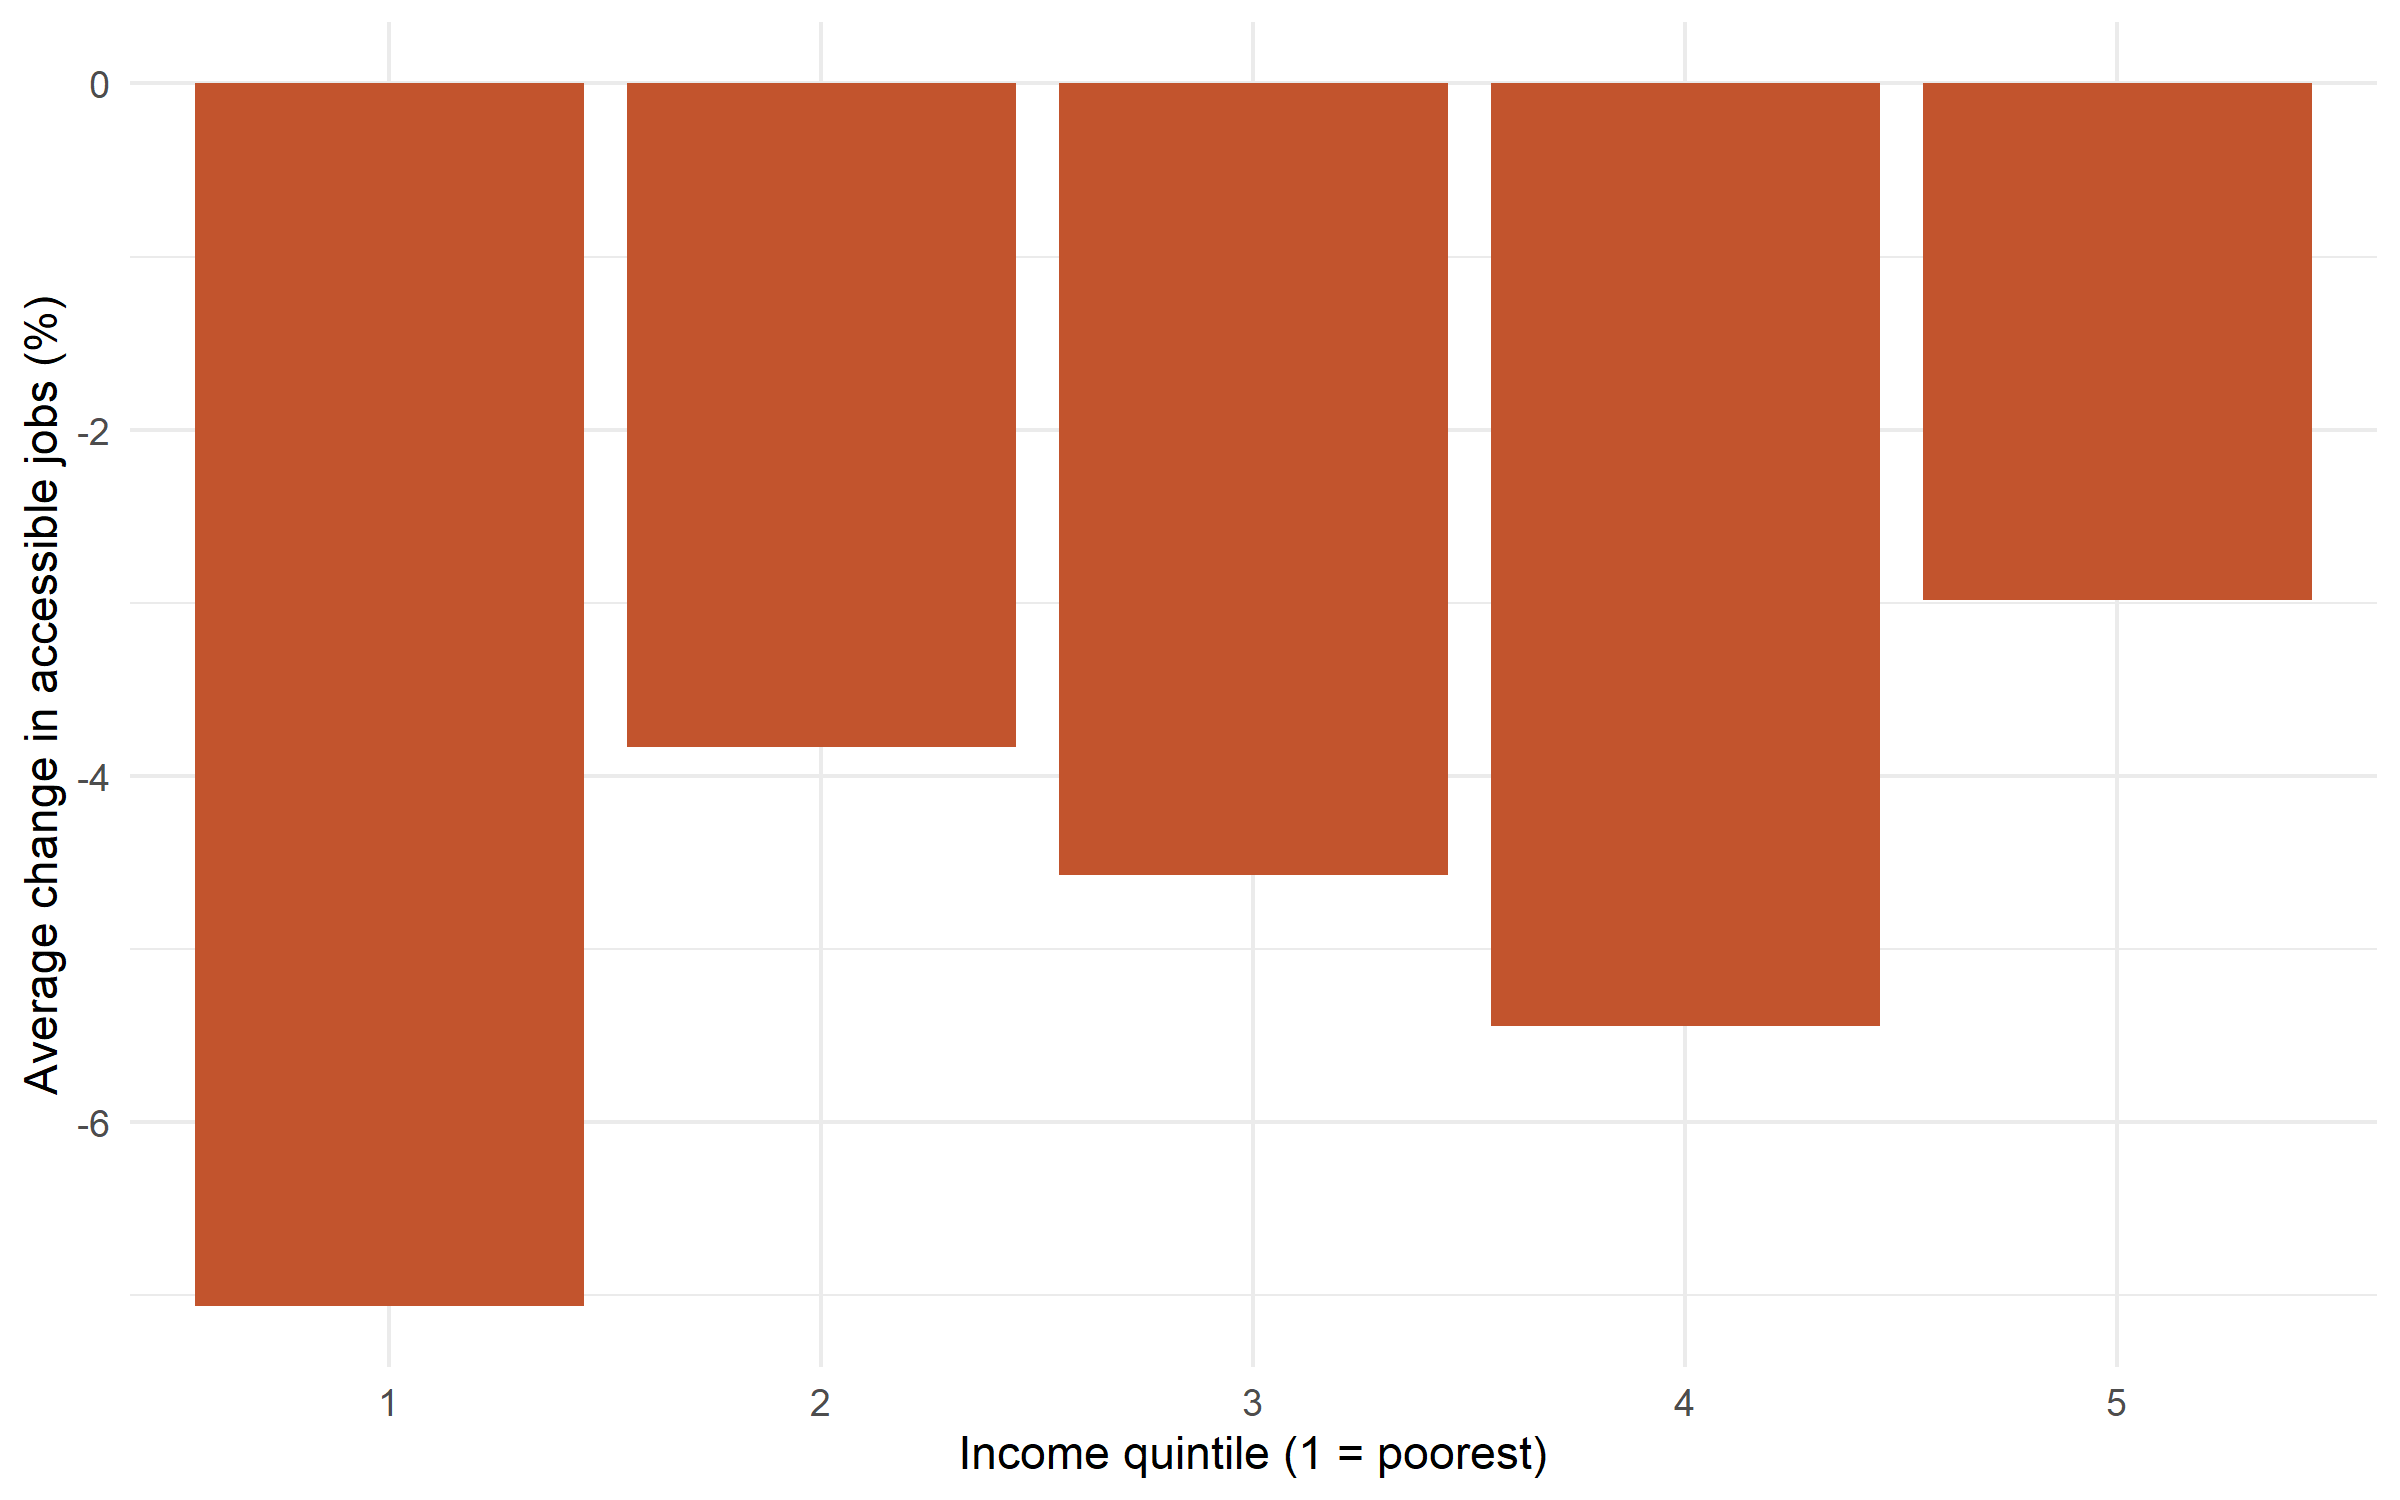 Average change in accessible jobs (%)
0
-2
-4
-6
1 2 3 4 5
Income quintile (1 = poorest)